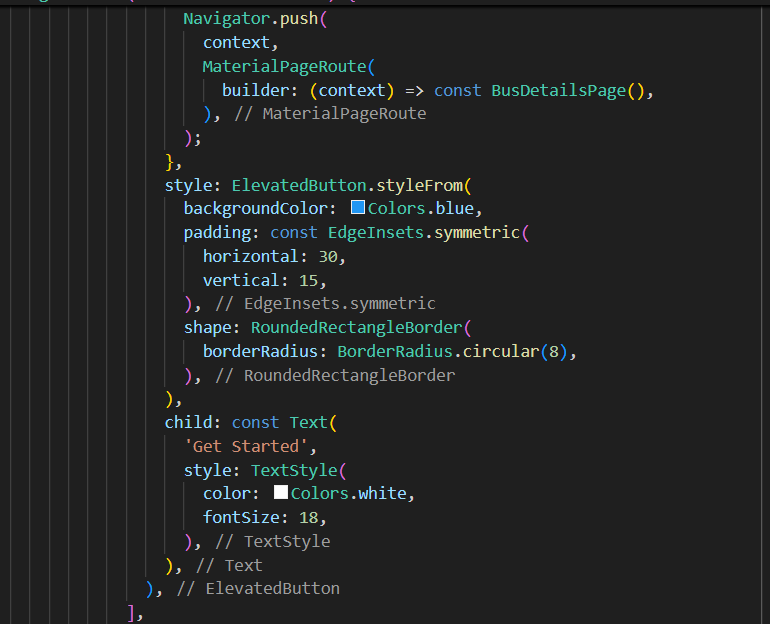 Navigator.push(
context,
MaterialPageRoute(
builder: (context) => const BusDetailsPage(),
), // MaterialPageRoute
);
},
style: ElevatedButton.styleFrom(
backgroundColor: Colors.blue,
padding: const EdgeInsets.symmetric(
horizontal: 30,
vertical: 15,
), // EdgeInsets.symmetric
shape: RoundedRectangleBorder(
borderRadius: BorderRadius.circular(8),
), // RoundedRectangleBorder
),
child: const Text(
'Get Started',
style: TextStyle(
color: Colors.white,
fontSize: 18,
), // TextStyle
), // Text
), // ElevatedButton
],